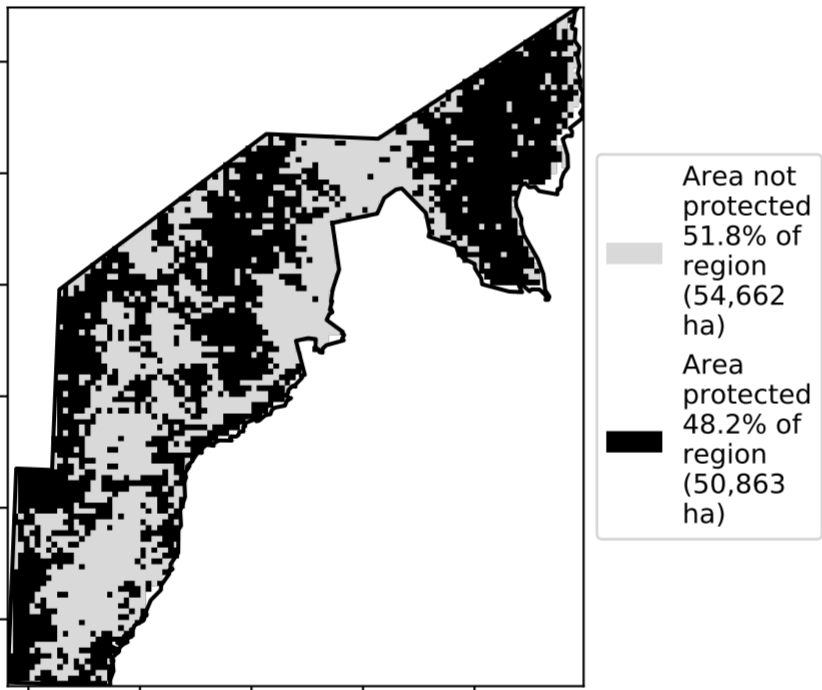 Area not
protected
51.8% of
region
(54,662
ha)
Area
protected
48.2% of
region
(50,863
ha)